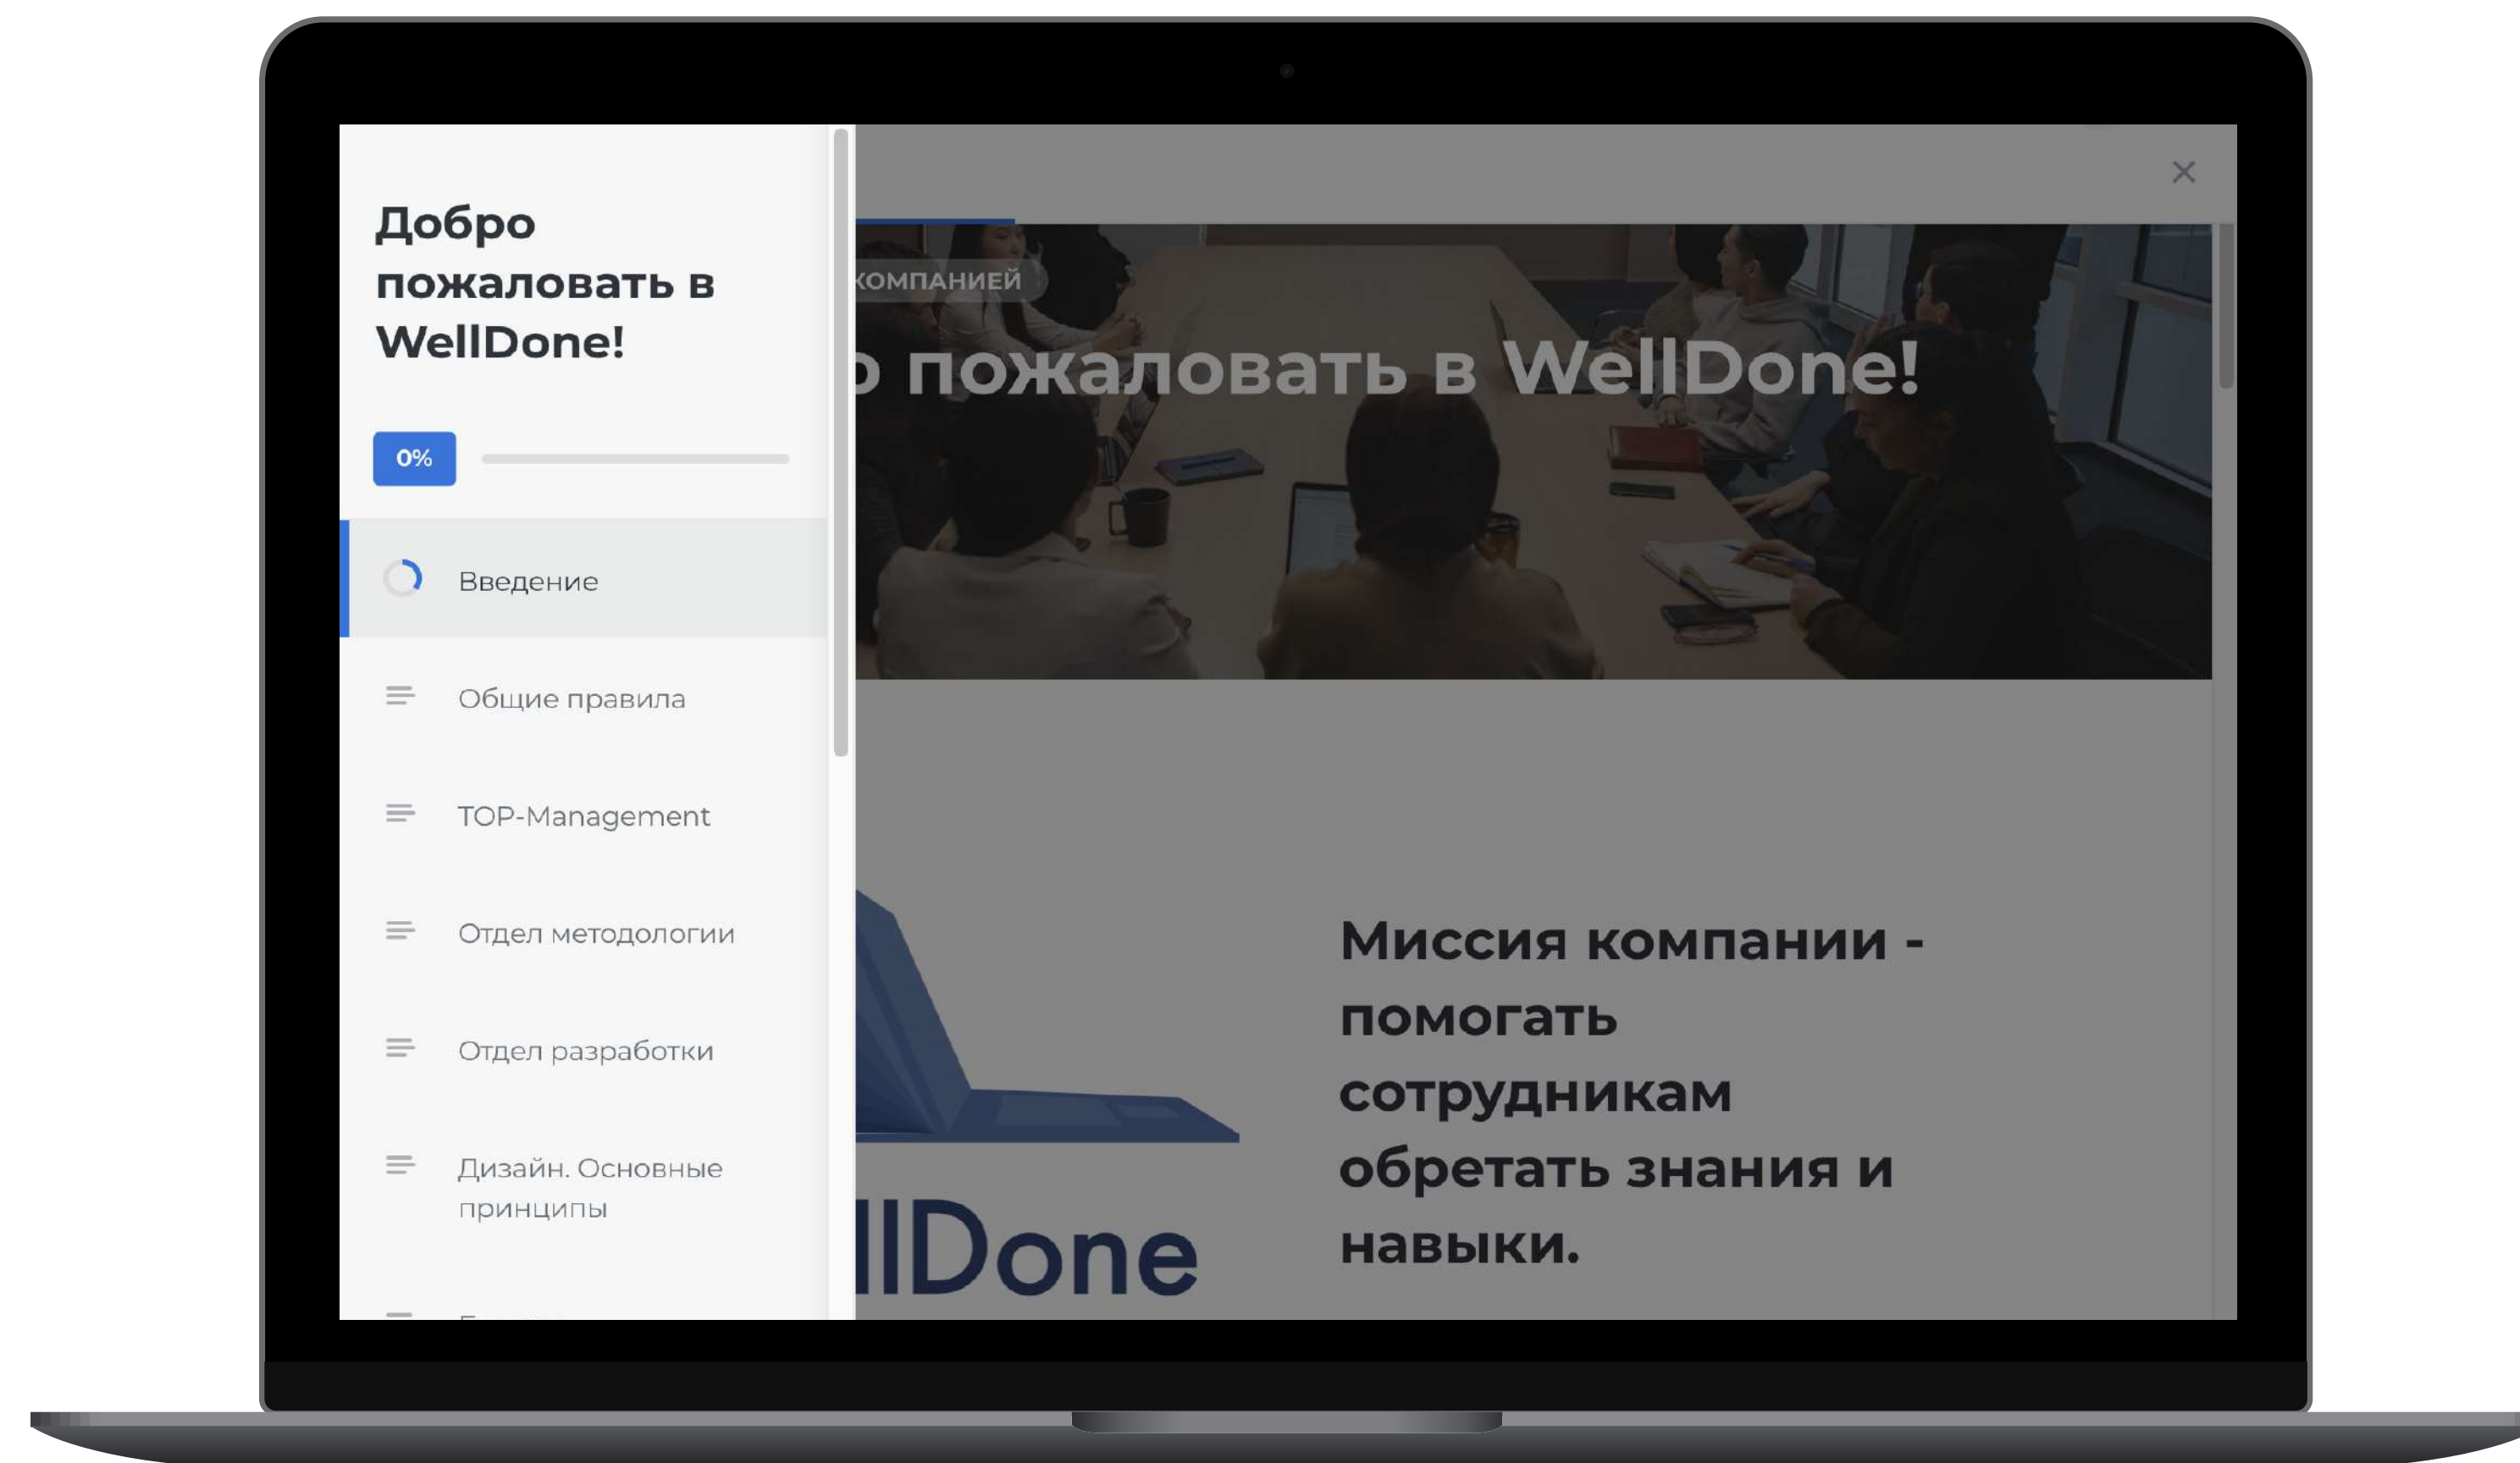 Добро
пожаловать в
WellDone!
0%
Введение
Общие правила
TOP-Management
Отдел методологии
Отдел разработки
Дизайн. Основные
принципы
КОМПАНИЕЙ
пожаловать в WellDone!
Миссия компании -
помогать
сотрудникам
обретать знания и
навыки.
llDone